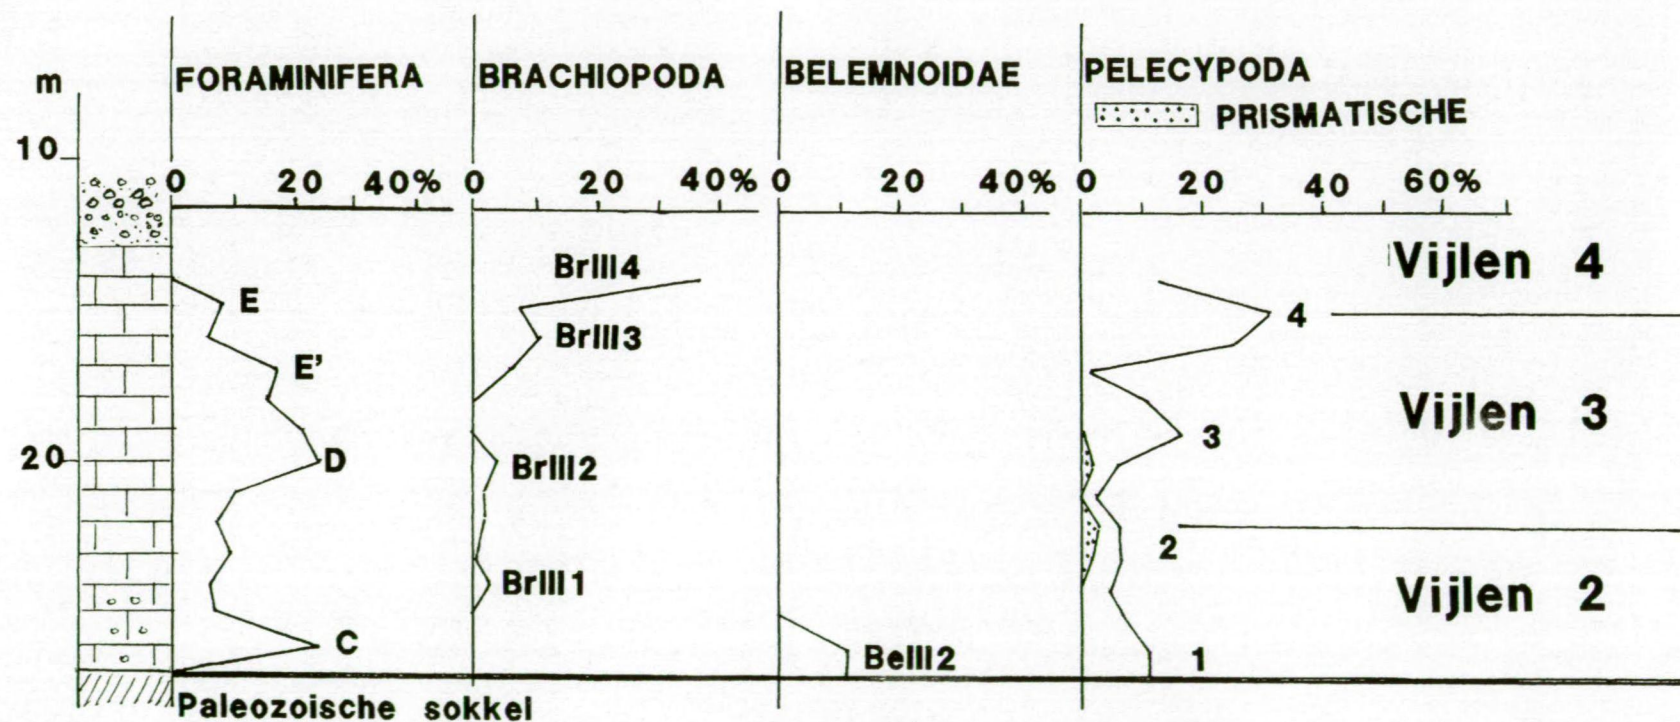 m FORAMINIFERA BRACHIOPODA BELEMNOIDAE PELECYPODA
PRISMATISCHE
10
0 20 40% 0 20 40% 0 20 40% 0 20 40 60%
BrIII4 Vijlen 4
E 4
BrIII3
E'
Vijlen 3
3
20 D BrIII2
2
BrIII1 Vijlen 2
C BeIII2 1
Paleozoische sokkel